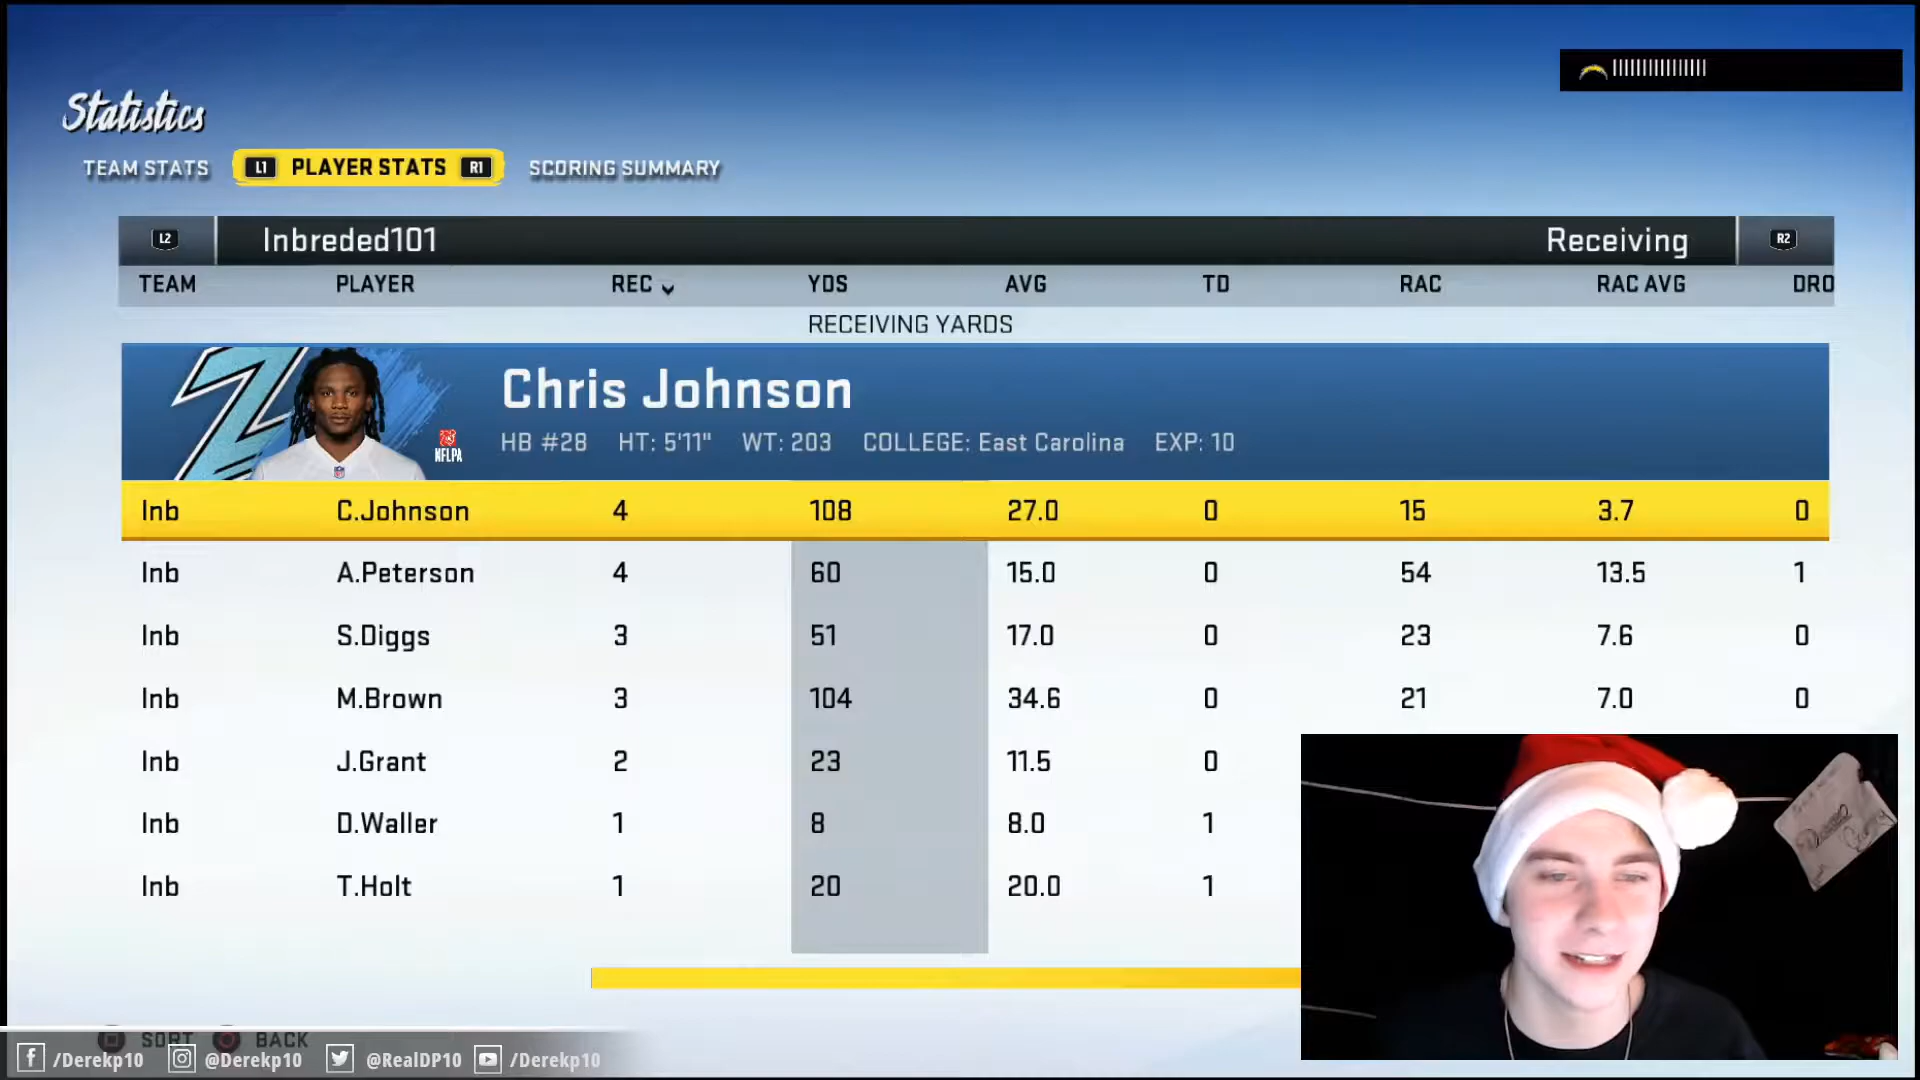 Statistics
TEAM STATS L1 PLAYER STATS R1 SCORING SUMMARY
L2 Inbreded101 Receiving R2
TEAM PLAYER REC YDS AVG TD RAC RAC AVG DRO
RECEIVING YARDS
Chris Johnson
NFLPA
HB #28 HT: 5'11" WT: 203 COLLEGE: East Carolina EXP: 10
Inb C.Johnson 4 108 27.0 0 15 3.7 0
Inb A.Peterson 4 60 15.0 0 54 13.5 1
Inb S.Diggs 3 51 17.0 0 23 7.6 0
Inb M.Brown 3 104 34.6 0 21 7.0 0
Inb J.Grant 2 23 11.5 0
Inb D.Waller 1 8 8.0 1
Inb T.Holt 1 20 20.0 1
SORT BACK
/Derekp10 @Derekp10 @RealDP10 /Derekp10